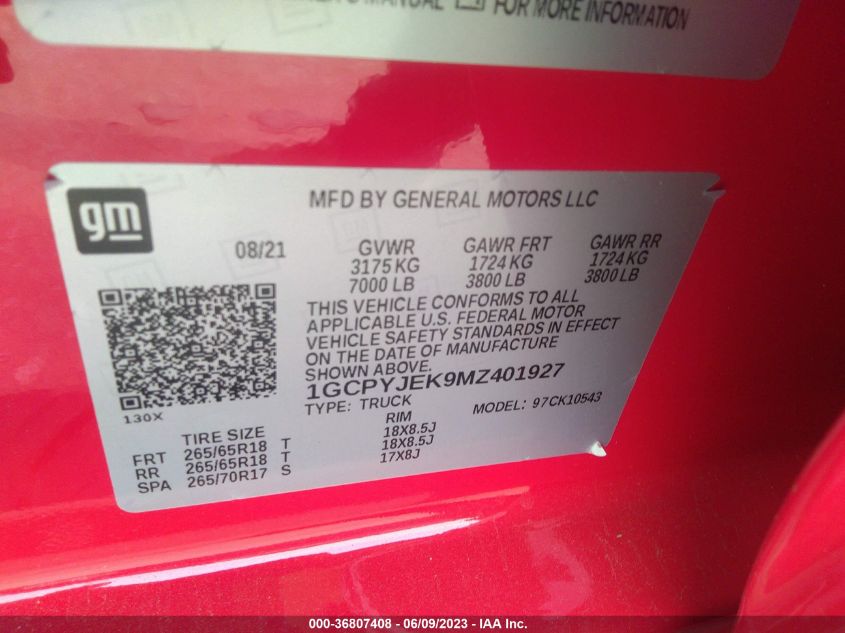 MANUAL FOR MORE INFORMATION
gm
MFD BY GENERAL MOTORS LLC
08/21 GVWR GAWR FRT GAWR RR
3175 KG 1724 KG 1724 KG
7000 LB 3800 LB 3800 LB
THIS VEHICLE CONFORMS TO ALL
APPLICABLE U.S. FEDERAL MOTOR
VEHICLE SAFETY STANDARDS IN EFFECT
ON THE DATE OF MANUFACTURE
SHOWN ABOVE.
1GCPYJEK9MZ401927
130X
TYPE: TRUCK MODEL: 97CK10543
TIRE SIZE RIM
FRT 265/65R18 T 18X8.5J
RR 265/65R18 T 18X8.5J
SPA 265/70R17 S 17X8J
000-36807408 - 06/09/2023 - IAA Inc.